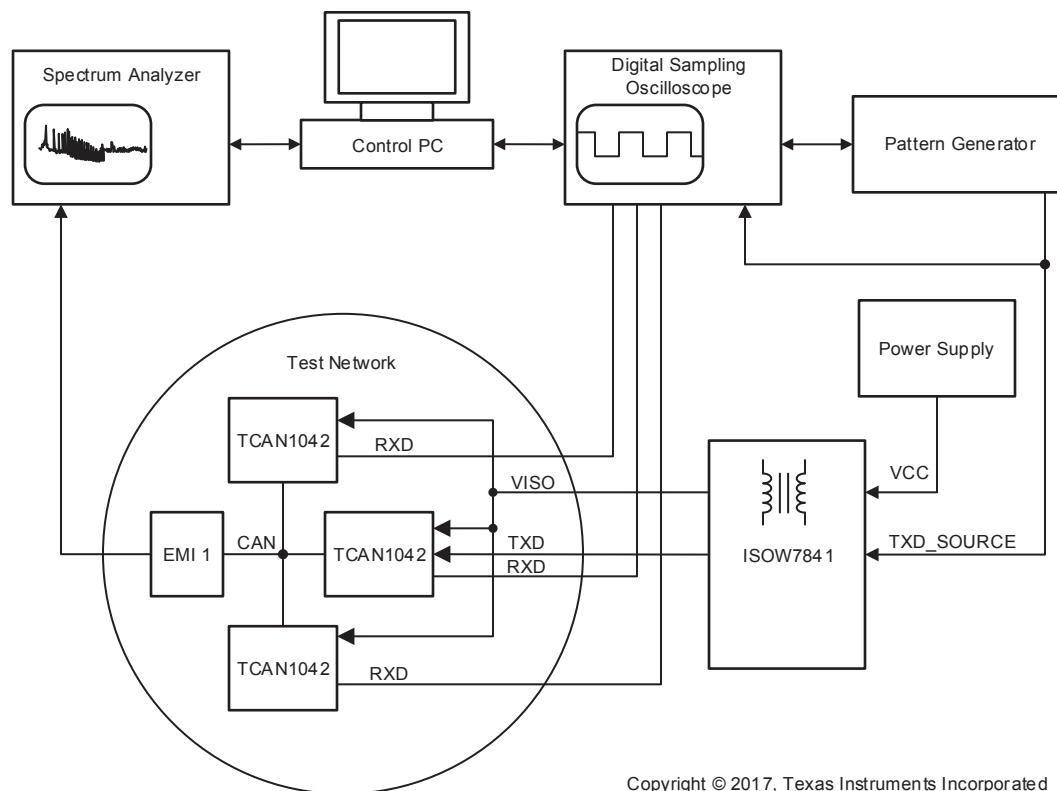 Spectrum Analyzer
Control PC
Digital Sampling
Oscilloscope
Pattern Generator
Power Supply
Test Network
TCAN1042
RXD
VISO
VCC
EMI 1
CAN
TCAN1042
TXD
RXD
ISOW7841
TXD_SOURCE
TCAN1042
RXD
Copyright © 2017, Texas Instruments Incorporated